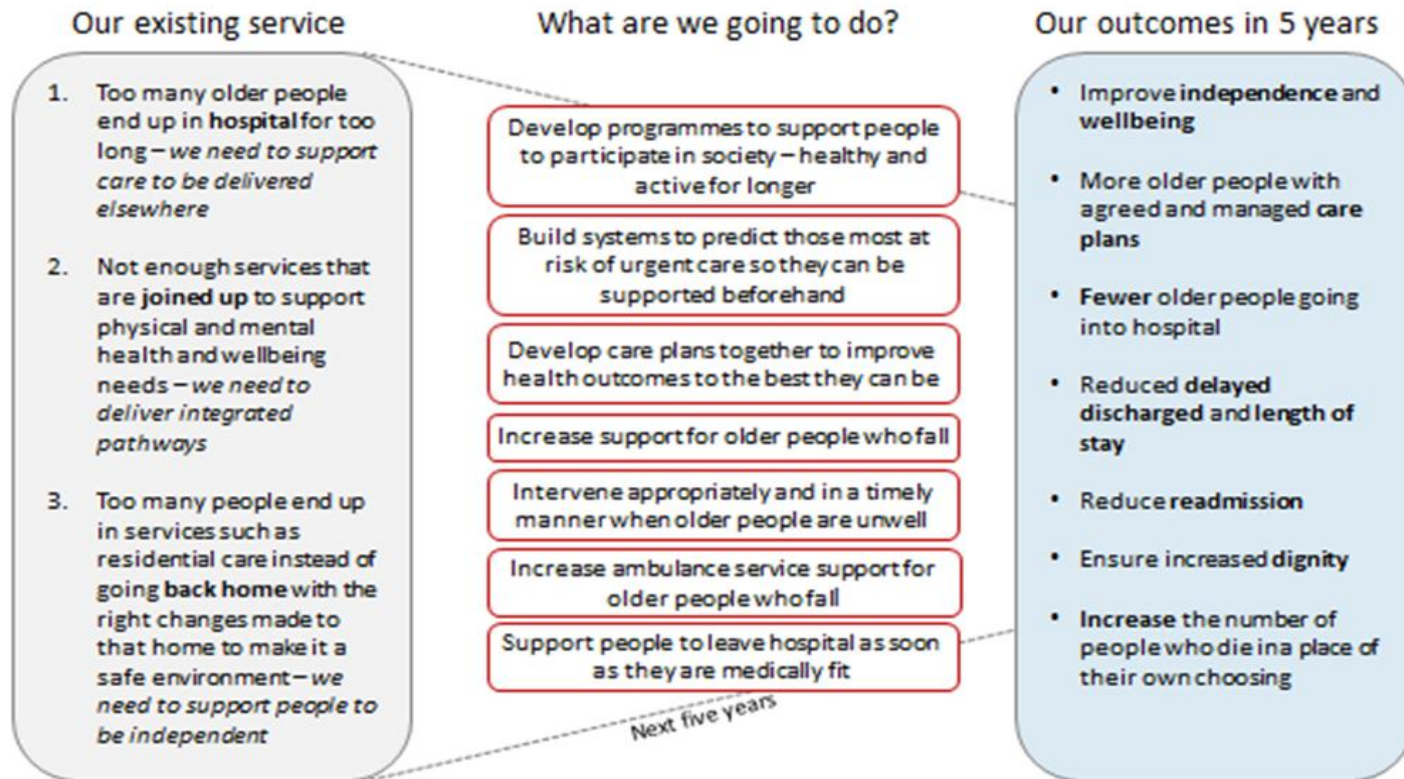 Our existing service
1. Too many older people
end up in hospital for too
long – we need to support
care to be delivered
elsewhere
2. Not enough services that
are joined up to support
physical and mental
health and wellbeing
needs – we need to
deliver integrated
pathways
3. Too many people end up
in services such as
residential care instead of
going back home with the
right changes made to
that home to make it a
safe environment – we
need to support people to
be independent
What are we going to do?
Develop programmes to support people
to participate in society – healthy and
active for longer
Build systems to predict those most at
risk of urgent care so they can be
supported beforehand
Develop care plans together to improve
health outcomes to the best they can be
Increase support for older people who fall
Intervene appropriately and in a timely
manner when older people are unwell
Increase ambulance service support for
older people who fall
Support people to leave hospital as soon
as they are medically fit
Next five years
Our outcomes in 5 years
• Improve independence and
wellbeing
• More older people with
agreed and managed care
plans
• Fewer older people going
into hospital
• Reduced delayed
discharged and length of
stay
• Reduce readmission
• Ensure increased dignity
• Increase the number of
people who die in a place of
their own choosing